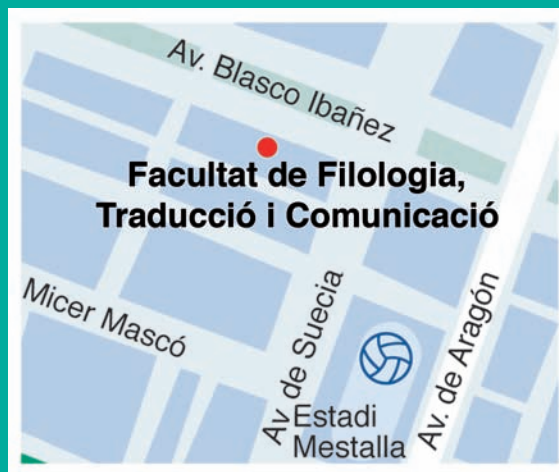 Av. Blasco Ibañez
Facultat de Filologia,
Traducció i Comunicació
Micer Mascó
Av de Suecia
Av. de Aragón
Estadi
Mestalla